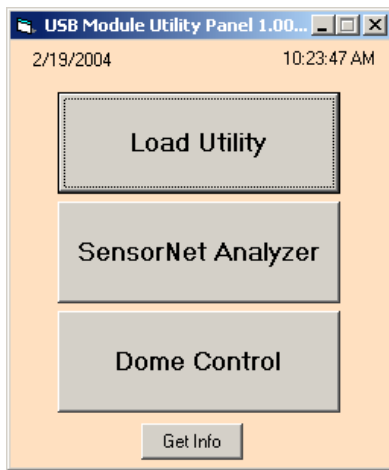 USB Module Utility Panel 1.00...
2/19/2004 10:23:47 AM
Load Utility
SensorNet Analyzer
Dome Control
Get Info